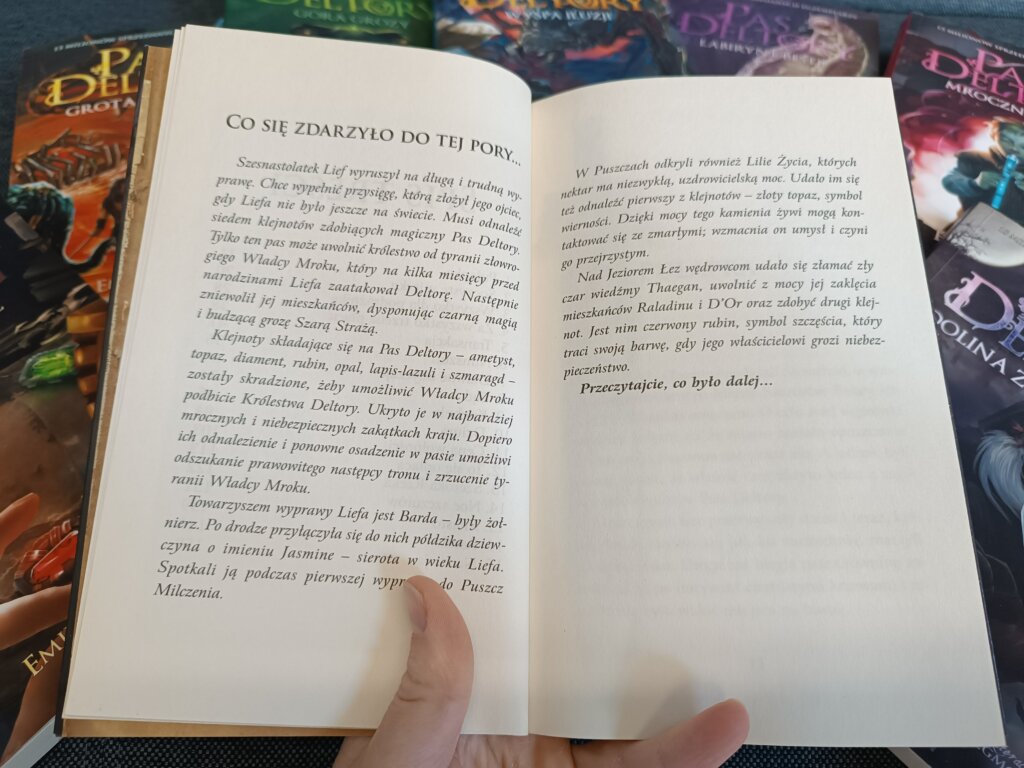 DELTORY
GÓRA GROZY
DELTORY
WYSPA ILUZJI
PAS
DELTORY
LABIRYNT
PA
DEL
GROTA
PA
DELTO
MROCZN
DOLINA Z
EM
CO SIĘ ZDARZYŁO DO TEJ PORY...
Szesnastolatek Lief wyruszył na długą i trudną wy-
prawę. Chce wypełnić przysięgę, którą złożył jego ojciec,
gdy Liefa nie było jeszcze na świecie. Musi odnaleźć
siedem klejnotów zdobiących magiczny Pas Deltory.
Tylko ten pas może uwolnić królestwo od tyranii złowro-
giego Władcy Mroku, który na kilka miesięcy przed
narodzinami Liefa zaatakował Deltorę. Następnie
zniewolił jej mieszkańców, dysponując czarną magią
i budzącą grozę Szarą Strażą.
Klejnoty składające się na Pas Deltory – ametyst,
topaz, diament, rubin, opal, lapis-lazuli i szmaragd –
zostały skradzione, żeby umożliwić Władcy Mroku
podbicie Królestwa Deltory. Ukryto je w najbardziej
mrocznych i niebezpiecznych zakątkach kraju. Dopiero
ich odnalezienie i ponowne osadzenie w pasie umożliwi
odszukanie prawowitego następcy tronu i zrzucenie ty-
ranii Władcy Mroku.
Towarzyszem wyprawy Liefa jest Barda – były żoł-
nierz. Po drodze przyłączyła się do nich półdzika dziew-
czyna o imieniu Jasmine – sierota w wieku Liefa.
Spotkali ją podczas pierwszej wypr do Puszcz
Milczenia.
W Puszczach odkryli również Lilie Życia, których
nektar ma niezwykłą, uzdrowicielską moc. Udało im się
też odnaleźć pierwszy z klejnotów – złoty topaz, symbol
wierności. Dzięki mocy tego kamienia żywi mogą kon-
taktować się ze zmarłymi; wzmacnia on umysł i czyni
go przejrzystym.
Nad Jeziorem Łez wędrowcom udało się złamać zły
czar wiedźmy Thaegan, uwolnić z mocy jej zaklęcia
mieszkańców Raladinu i D'Or oraz zdobyć drugi klej-
not. Jest nim czerwony rubin, symbol szczęścia, który
traci swoją barwę, gdy jego właścicielowi grozi niebez-
pieczeństwo.
Przeczytajcie, co było dalej...